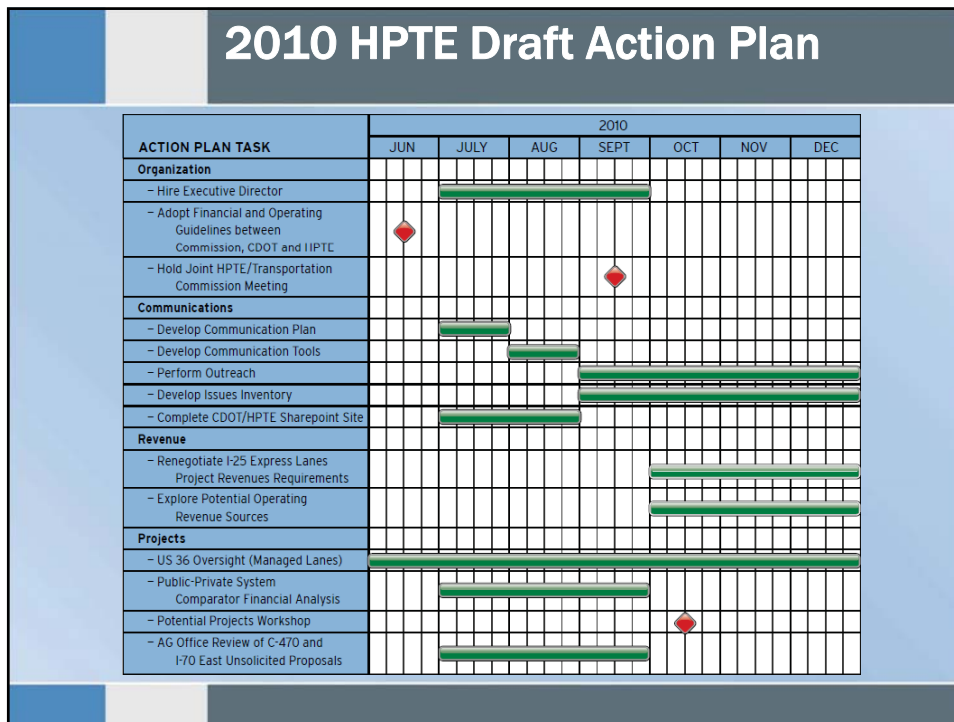 2010 HPTE Draft Action Plan
2010
ACTION PLAN TASK JUN JULY AUG SEPT OCT NOV DEC
Organization
– Hire Executive Director
– Adopt Financial and Operating
Guidelines between
Commission, CDOT and HPTE
– Hold Joint HPTE/Transportation
Commission Meeting
Communications
– Develop Communication Plan
– Develop Communication Tools
– Perform Outreach
– Develop Issues Inventory
– Complete CDOT/HPTE Sharepoint Site
Revenue
– Renegotiate I-25 Express Lanes
Project Revenues Requirements
– Explore Potential Operating
Revenue Sources
Projects
– US 36 Oversight (Managed Lanes)
– Public-Private System
Comparator Financial Analysis
– Potential Projects Workshop
– AG Office Review of C-470 and
I-70 East Unsolicited Proposals